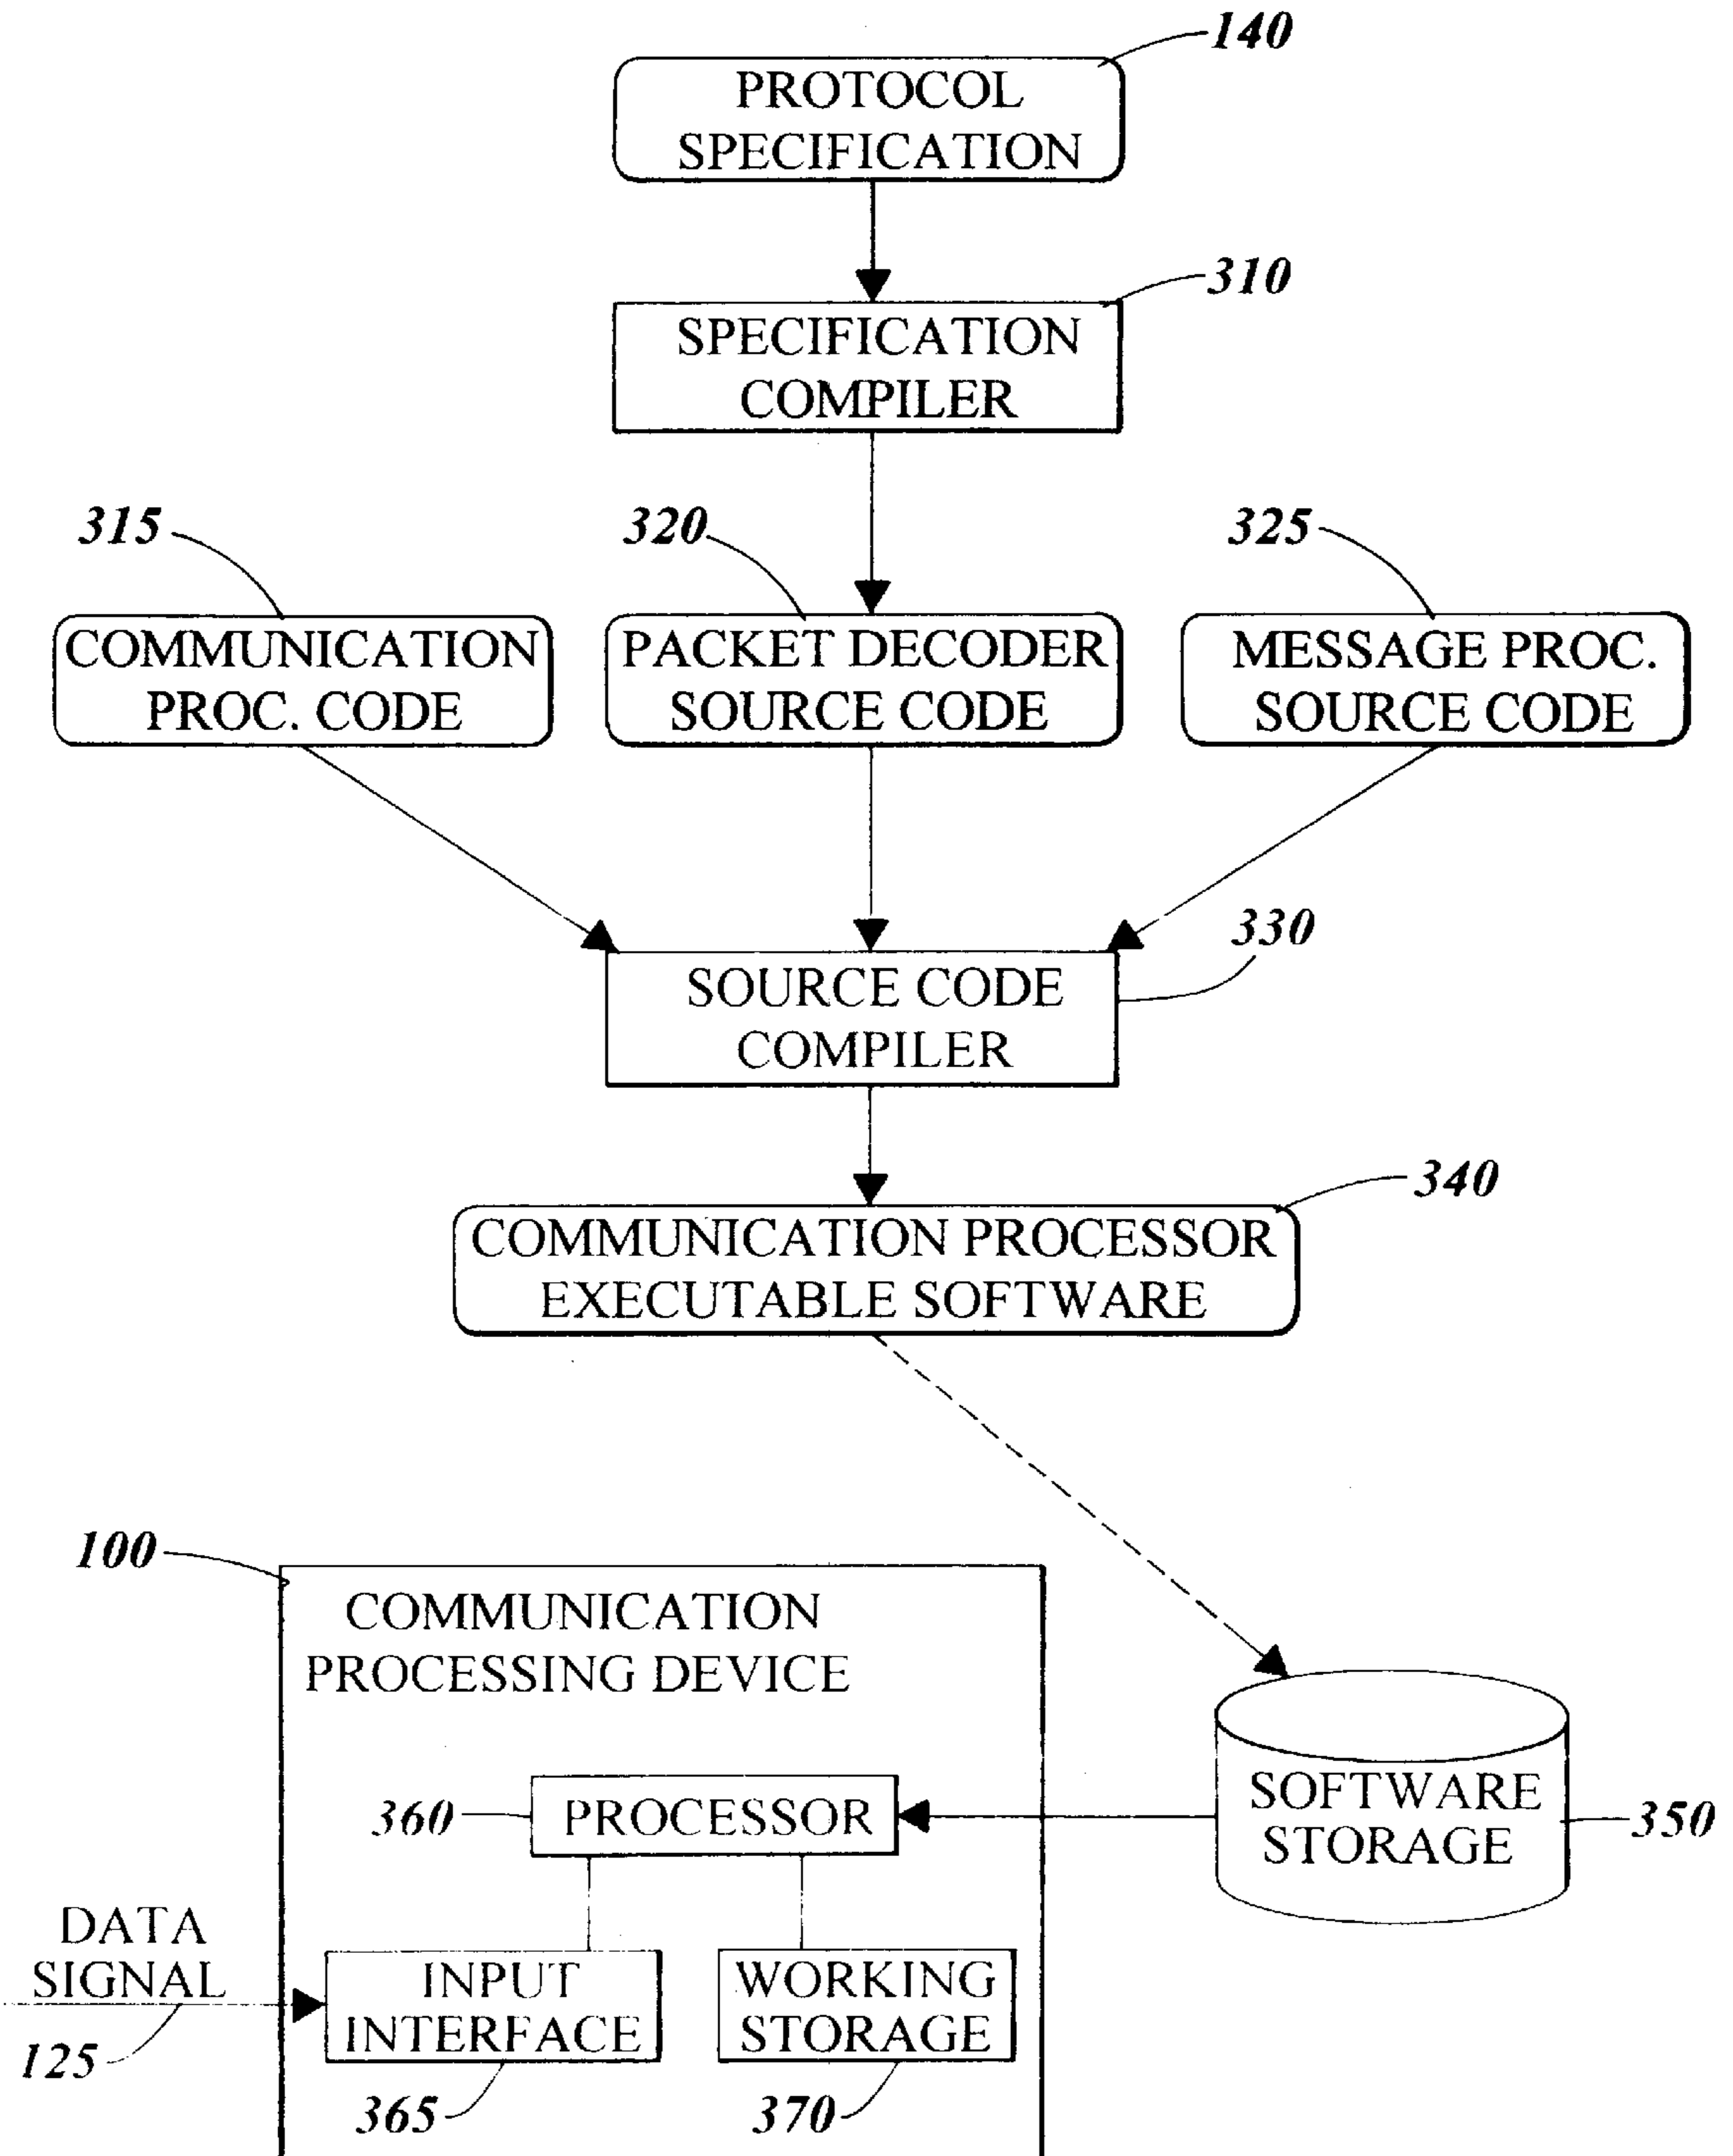 140
PROTOCOL
SPECIFICATION
310
SPECIFICATION
COMPILER
315
320
325
COMMUNICATION
PROC. CODE
PACKET DECODER
SOURCE CODE
MESSAGE PROC.
SOURCE CODE
330
SOURCE CODE
COMPILER
340
COMMUNICATION PROCESSOR
EXECUTABLE SOFTWARE
100
COMMUNICATION
PROCESSING DEVICE
360
PROCESSOR
SOFTWARE
STORAGE
350
DATA
SIGNAL
125
INPUT
INTERFACE
365
WORKING
STORAGE
370